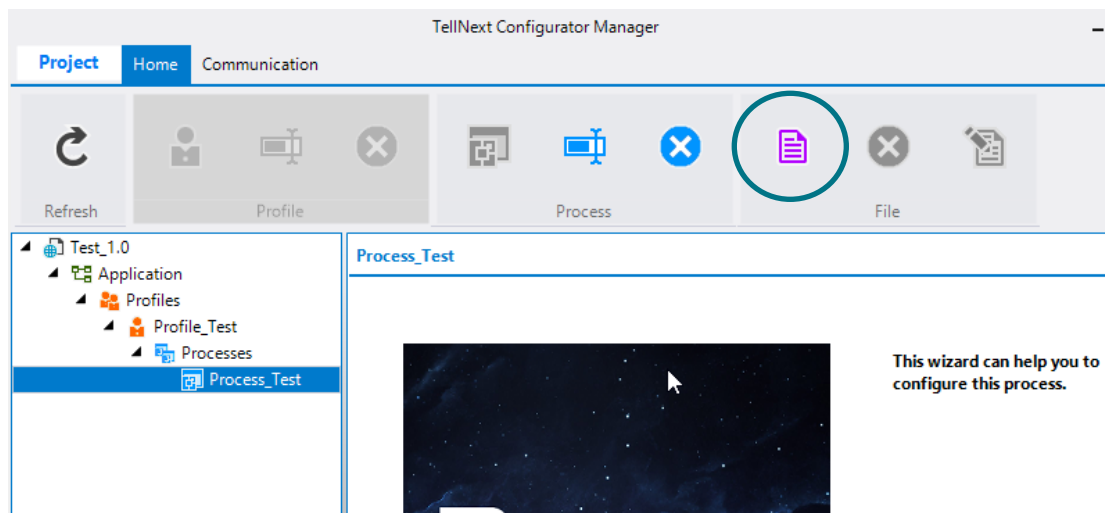 TellNext Configurator Manager
Project Home Communication
Refresh Profile Process File
Test_1.0
Application
Profiles
Profile_Test
Processes
Process_Test
Process_Test
This wizard can help you to
configure this process.